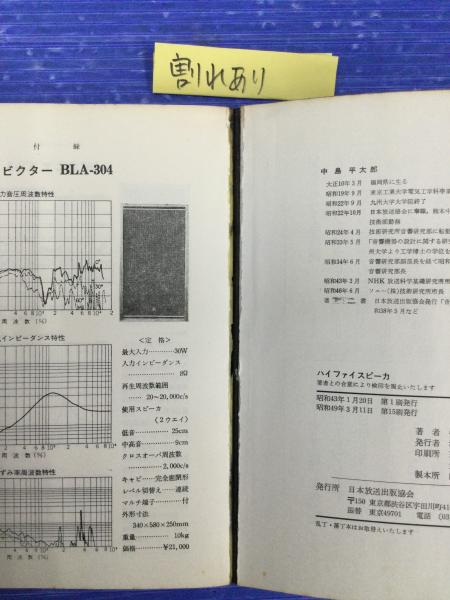 割れあり
付録
ビクター BLA-304
力音圧周波数特性
周波数(%)
気インピーダンス特性
周波数(%)
ずみ率周波数特性
周波数(%)
<定格>
最大入力…………30W
入力インピーダンス
…………8Ω
再生周波数範囲
…… 20〜20,000c/s
使用スピーカ
(2ウエイ)
低音…………25cm
中高音…………9cm
クロスオーバ周波数
…………2,000c/s
キャビ……完全密閉形
レベル切替え……連続
マルチ端子……付
外形寸法
340×580×250mm
重量…………10kg
価格……¥21,000
中島平太郎
大正10年3月 福岡県に生る
昭和19年9月 東京工業大学電気工学科卒業
昭和22年9月 九州大学大学院終了
昭和22年10月 日本放送協会に奉職,熊本中
技術部勤務
昭和24年4月 技術研究所音響研究部に転勤
昭和33年5月 「音響機器の設計に関する研究
州大学より工学博士の学位を
昭和34年6月 音響研究部副部長を経て昭和
音響研究部長
昭和43年2月 NHK 放送科学基礎研究所所
昭和46年6月 ソニー(株)技術研究所所長
著 日本放送出版協会発行「音
和38年3月など
ハイファイスピーカ
著者との合意により検印を廃止いたします
昭和43年1月20日 第1刷発行
昭和49年3月11日 第15刷発行
著者
発行者
印刷所
製本所
発行所 日本放送出版協会
〒150 東京都渋谷区宇田川町4
振替 東京49701 電話 (03
乱丁・落丁本はお取替えいたします